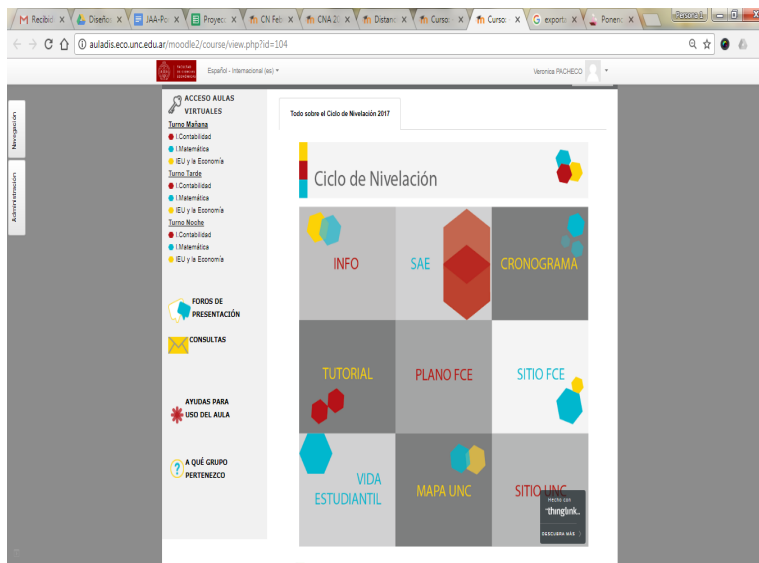 Recibid
Diseño:
JAA-Po
Proyec
CN Feb
CNA 2
Distanc
Curso:
Curso:
exporta
Ponenc
auladis.eco.unc.edu.ar/moodle2/course/view.php?id=104
Español - Internacional (es)
Veronica PACHECO
Navegación
Administración
ACCESO AULAS
VIRTUALES
Turno Mañana
I.Contabilidad
I.Matemática
IEU y la Economía
Turno Tarde
I.Contabilidad
I.Matemática
IEU y la Economía
Turno Noche
I.Contabilidad
I.Matemática
IEU y la Economía
FOROS DE
PRESENTACIÓN
CONSULTAS
AYUDAS PARA
USO DEL AULA
A QUÉ GRUPO
PERTENEZCO
Todo sobre el Ciclo de Nivelación 2017
Ciclo de Nivelación
INFO
SAE
CRONOGRAMA
TUTORIAL
PLANO FCE
SITIO FCE
VIDA
ESTUDIANTIL
MAPA UNC
SITIO UNC
Hecho con
thinglink..
DESCUBRA MÁS